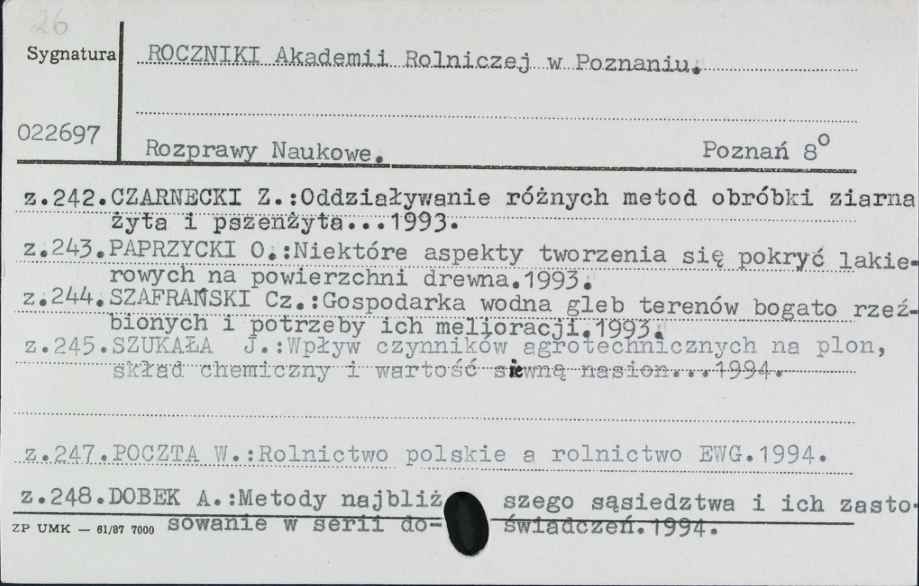 26
Sygnatura
ROCZNIKI Akademii Rolniczej w Poznaniu.
022697
Rozprawy Naukowe. Poznań 8°
z.242.CZARNECKI Z.:Oddziaływanie różnych metod obróbki ziarna
żyta i pszenżyta...1993.
z.243.PAPRZYCKI O.:Niektóre aspekty tworzenia się pokryć lakie-
rowych na powierzchni drewna.1993.
z.244.SZAFRAŃSKI Cz.:Gospodarka wodna gleb terenów bogato rzeź-
bionych i potrzeby ich melioracji.1993.
z.245.SZUKAŁA J.:Wpływ czynników agrotechnicznych na plon,
skład chemiczny i wartość siewną nasion...1994.
z.247.POCZTA W.:Rolnictwo polskie a rolnictwo EWG.1994.
z.248.DOBEK A.:Metody najbliż szego sąsiedztwa i ich zasto-
sowanie w serii do- świadczeń.1994.
ZP UMK — 61/87 7000